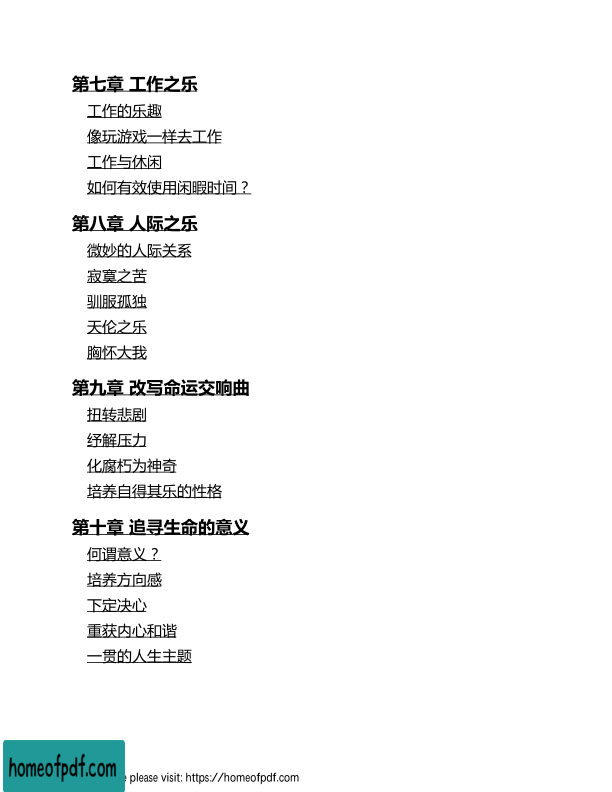 第七章 工作之乐
工作的乐趣
像玩游戏一样去工作
工作与休闲
如何有效使用闲暇时间？
第八章 人际之乐
微妙的人际关系
寂寞之苦
驯服孤独
天伦之乐
胸怀大我
第九章 改写命运交响曲
扭转悲剧
纾解压力
化腐朽为神奇
培养自得其乐的性格
第十章 追寻生命的意义
何谓意义？
培养方向感
下定决心
重获内心和谐
一贯的人生主题
homeofpdf.com
please visit: https://homeofpdf.com